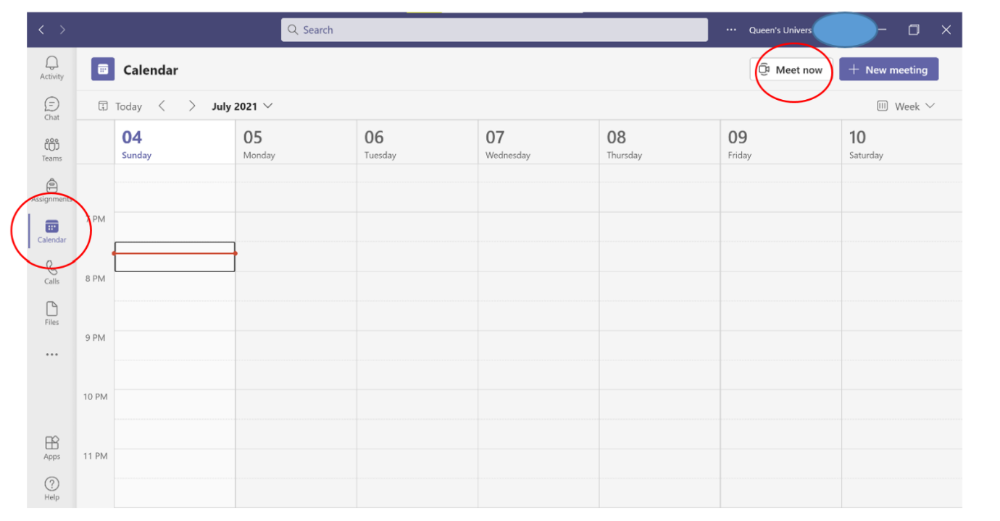 Search
Queen's Univers
Activity
Calendar
Meet now
New meeting
Chat
Today
July 2021
Week
Teams
04
Sunday
05
Monday
06
Tuesday
07
Wednesday
08
Thursday
09
Friday
10
Saturday
Assignments
7 PM
Calendar
8 PM
Calls
Files
9 PM
10 PM
Apps
11 PM
Help